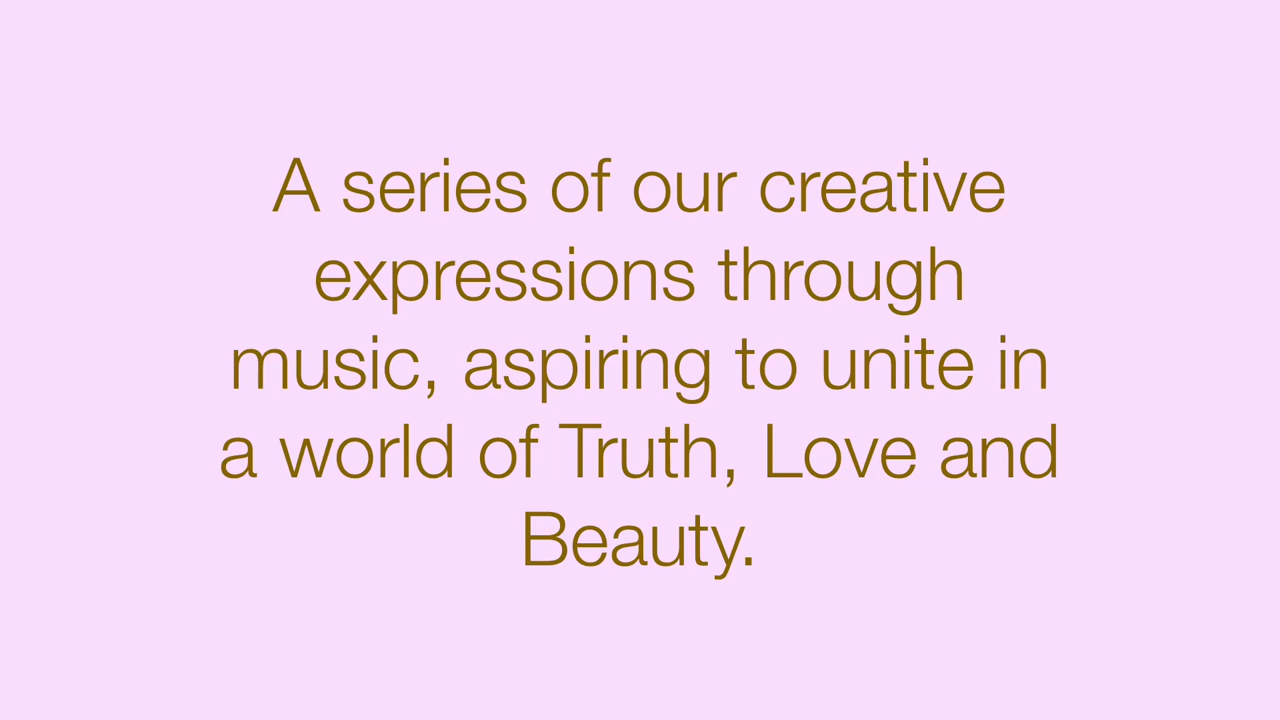 A series of our creative
expressions through
music, aspiring to unite in
a world of Truth, Love and
Beauty.